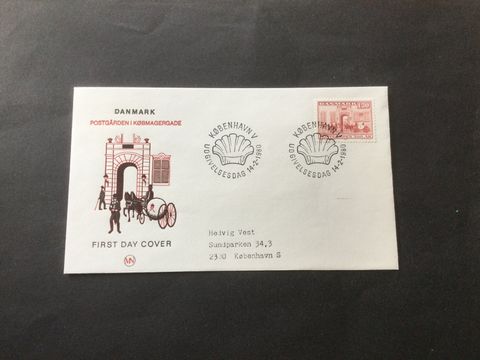 DANMARK
POSTGÅRDEN I KØBMAGERGADE
FIRST DAY COVER
KØBENHAVN V.
UDGIVELSESDAG 14-2-1980
KØBENHAVN V.
UDGIVELSESDAG 14-2-1980
DANMARK
Hedvig Vest
Sundparken 34,3
2300 København S